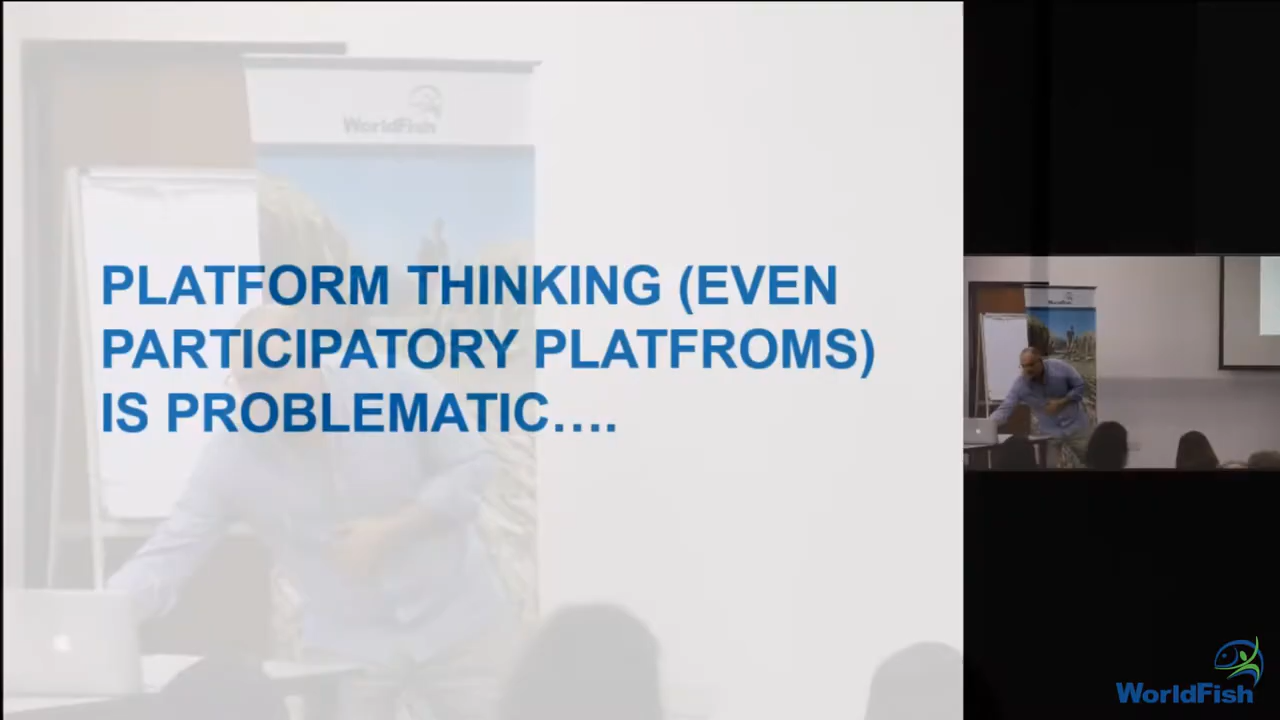 WorldFish
PLATFORM THINKING (EVEN
PARTICIPATORY PLATFROMS)
IS PROBLEMATIC….
WorldFish